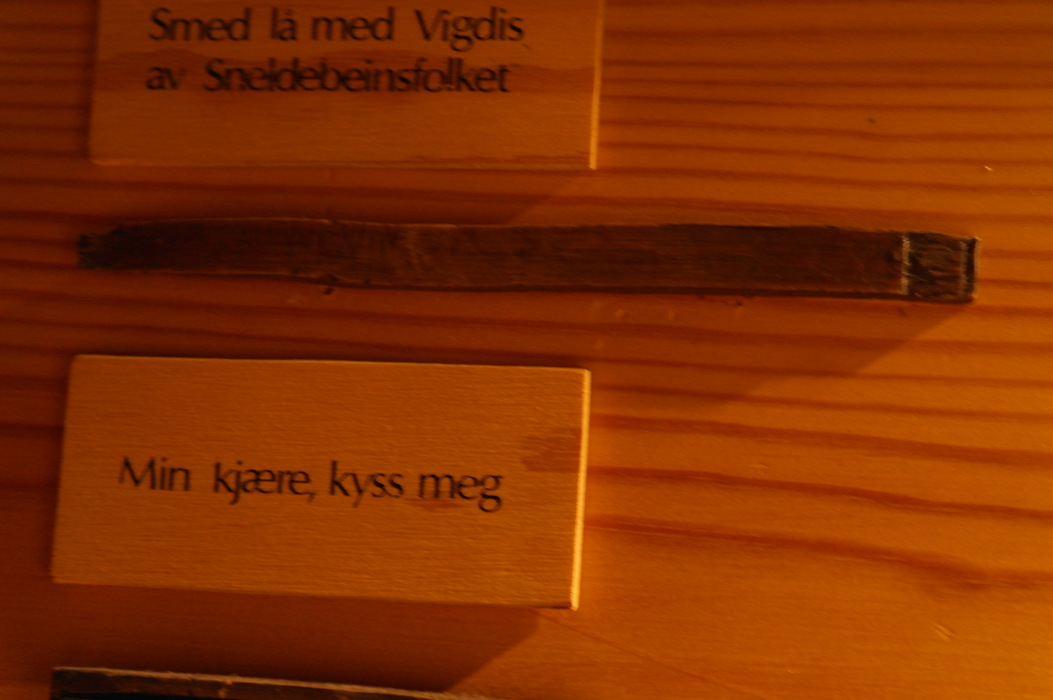 Smed lå med Vigdis
av Sneldebeinsfolket
Min kjære, kyss meg